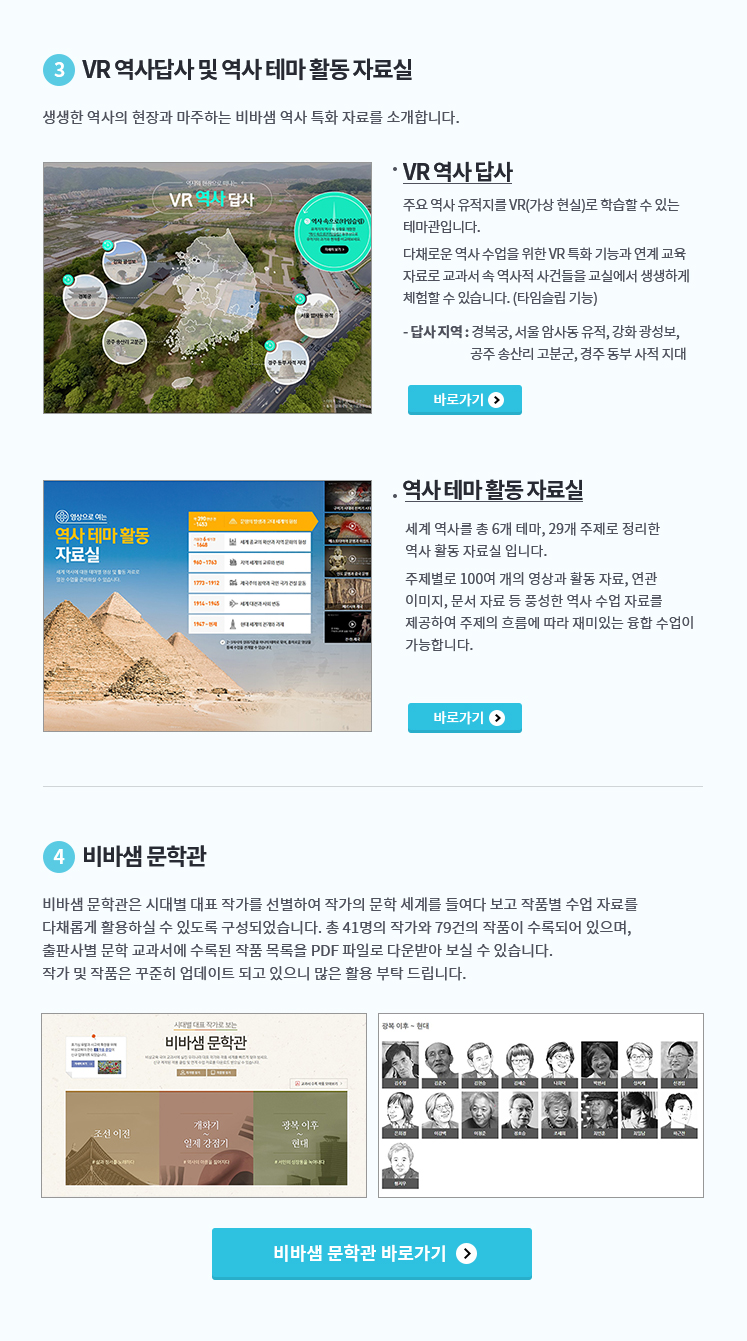 3 VR 역사답사 및 역사 테마 활동 자료실
생생한 역사의 현장과 마주하는 비바샘 역사 특화 자료를 소개합니다.
VR 역사 답사
역사 속으로(타임슬립)
강화 광성보
경복궁
공주 송산리 고분군
서울 암사동 유적
경주 동부 사적 지대
· VR 역사 답사
주요 역사 유적지를 VR(가상 현실)로 학습할 수 있는
테마관입니다.
다채로운 역사 수업을 위한 VR 특화 기능과 연계 교육
자료로 교과서 속 역사적 사건들을 교실에서 생생하게
체험할 수 있습니다. (타임슬립 기능)
- 답사 지역 : 경복궁, 서울 암사동 유적, 강화 광성보,
공주 송산리 고분군, 경주 동부 사적 지대
바로가기
영상으로 여는
역사 테마 활동
자료실
960 ~1763
1773~1912
1914~1945
세계 대전과 사회 변동
1947~현재
· 역사 테마 활동 자료실
세계 역사를 총 6개 테마, 29개 주제로 정리한
역사 활동 자료실 입니다.
주제별로 100여 개의 영상과 활동 자료, 연관
이미지, 문서 자료 등 풍성한 역사 수업 자료를
제공하여 주제의 흐름에 따라 재미있는 융합 수업이
가능합니다.
바로가기
4 비바샘 문학관
비바샘 문학관은 시대별 대표 작가를 선별하여 작가의 문학 세계를 들여다 보고 작품별 수업 자료를
다채롭게 활용하실 수 있도록 구성되었습니다. 총 41명의 작가와 79건의 작품이 수록되어 있으며,
출판사별 문학 교과서에 수록된 작품 목록을 PDF 파일로 다운받아 보실 수 있습니다.
작가 및 작품은 꾸준히 업데이트 되고 있으니 많은 활용 부탁 드립니다.
시대별 대표 작가로 보는
비바샘 문학관
조선 이전
개화기
~
일제 강점기
광복 이후
~
현대
광복 이후 ~ 현대
비바샘 문학관 바로가기